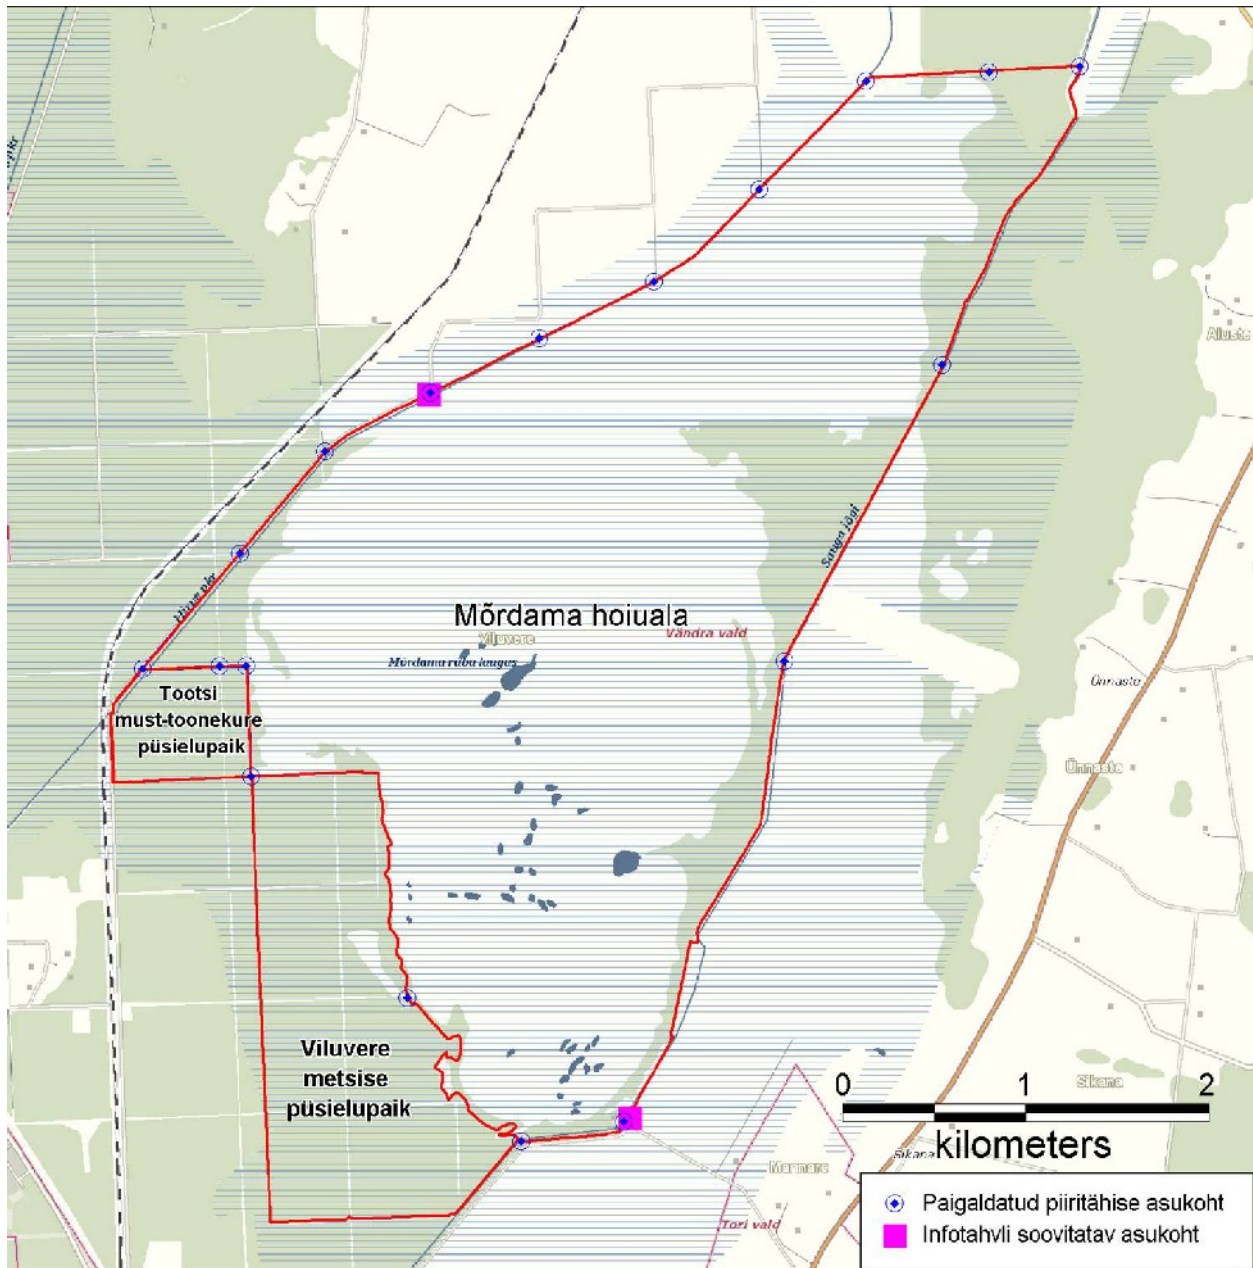 Aluste
Sauga jõgi
Mõrdama hoiuala
Viluvere
Vändra vald
Mõrdama raba laugas
Tootsi
must-toonekure
püsielupaik
Ünnaste
Ünnaste
Viluvere
metsise
püsielupaik
Sikana
0 1 2
kilometers
Sikana
Tori vald
Paigaldatud piiritähise asukoht
Infotahvli soovitatav asukoht